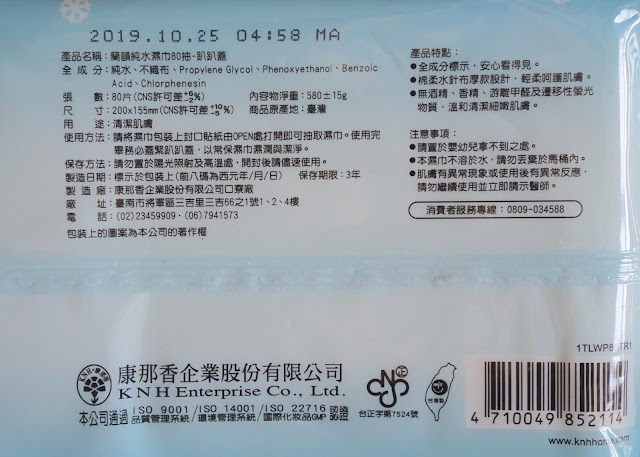 2019.10.25 04:58 MA
產品名稱：蘭韻純水濕巾80抽-趴趴蓋
全成分：純水、不織布、Propylene Glycol、Phenoxyethanol、Benzoic
Acid、Chlorphenesin
張數：80片(CNS許可差+6%-2%) 內容物淨重：580±15g
尺寸：200x155mm(CNS許可差+10%-5%) 商品原產地：臺灣
用途：清潔肌膚
使用方法：請將濕巾包裝上封口貼紙由OPEN處打開即可抽取濕巾。使用完
畢務必蓋緊趴趴蓋，以常保濕巾濕潤與潔淨。
保存方法：請勿置於陽光照射及高溫處，開封後請儘速使用。
製造日期：標示於包裝上(前八碼為西元年/月/日) 保存期限：3年
製造廠：康那香企業股份有限公司口寮廠
廠址：臺南市將軍區三吉里三吉66之1號1、2、4樓
電話：(02)23459909．(06)7941573
包裝上的圖案為本公司的著作權
產品特點：
●全成分標示，安心看得見。
●棉柔水針布厚款設計，輕柔呵護肌膚。
●無酒精、香精、游離甲醛及遷移性螢光
物質，溫和清潔細嫩肌膚。
注意事項：
●請置於嬰幼兒拿不到之處。
●本濕巾不溶於水，請勿丟棄於馬桶內。
●肌膚有異常現象或使用後有異常反應，
請勿繼續使用並立即請示醫師。
消費者服務專線：0809-034588
KNH·康那香
康那香企業股份有限公司
KNH Enterprise Co., Ltd.
本公司通過 ISO 9001/ISO 14001/ISO 22716 認證
品質管理系統/環境管理系統/國際化妝品GMP
正
台正字第7524號
台灣製
1TLWP8
TR1
4 710049 852114
www.knhhome.com